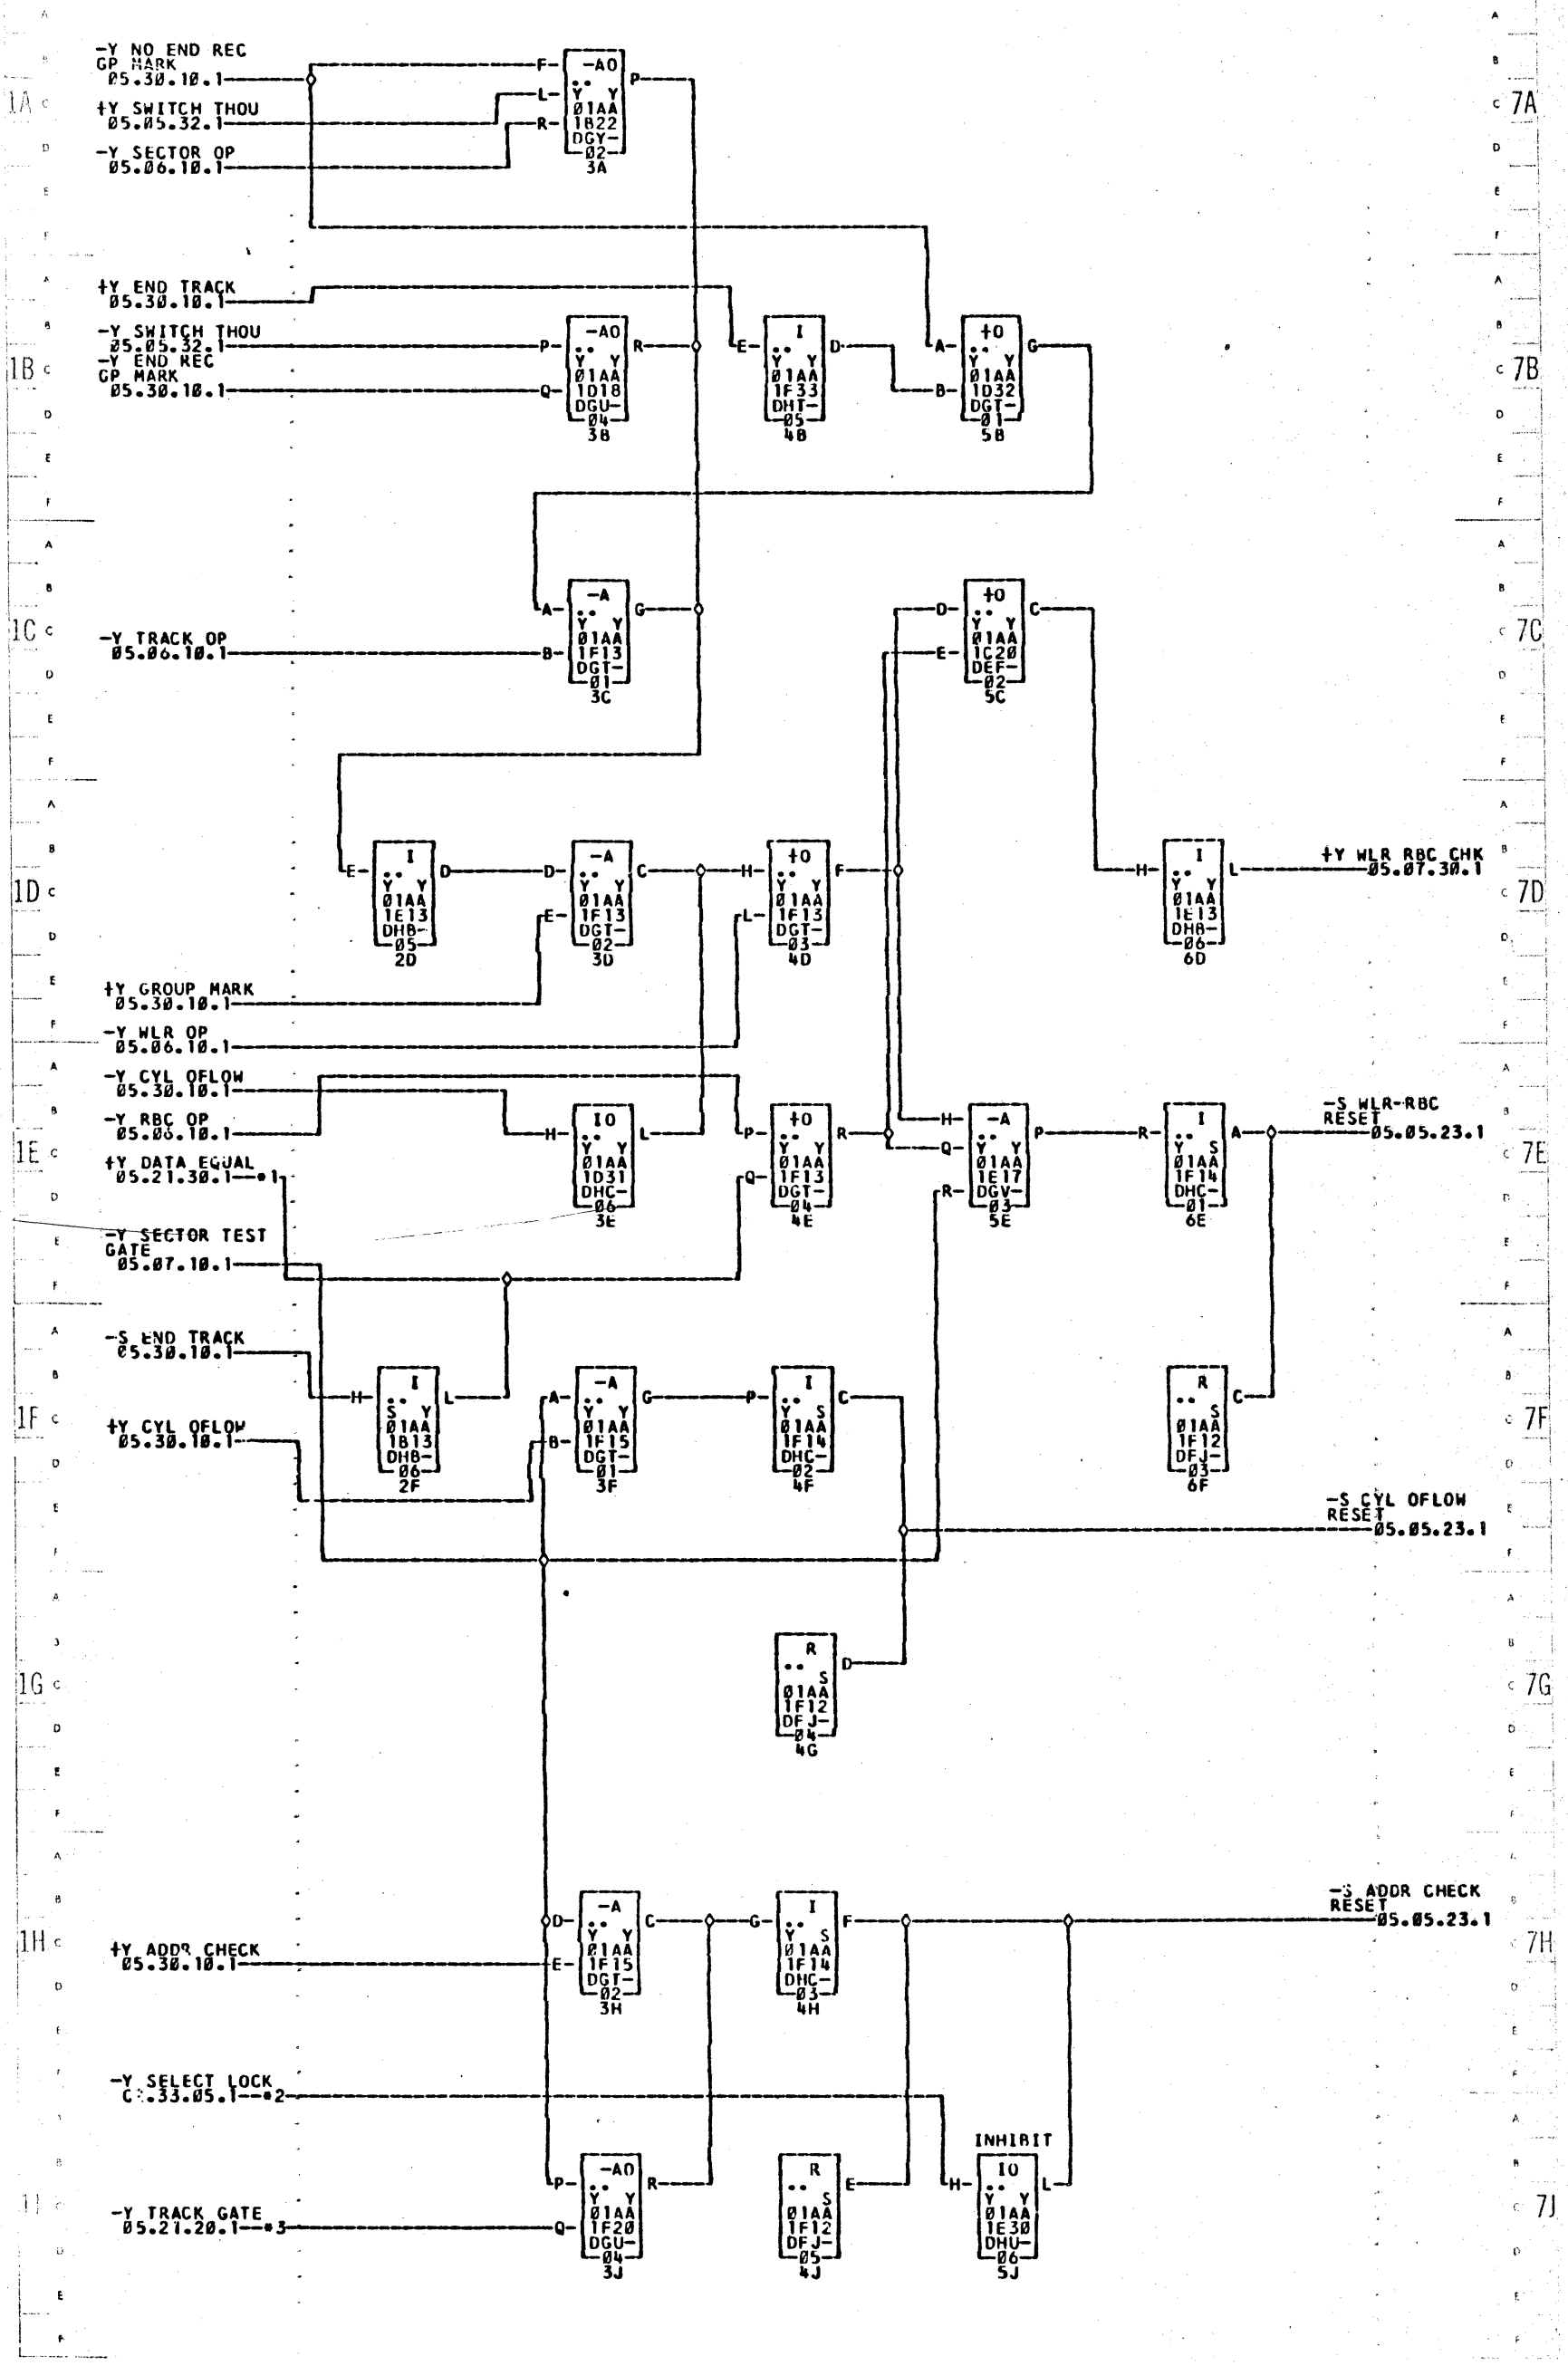 -Y NO END REC
GP MARK
05.30.10.1
+Y SWITCH THOU
05.05.32.1
-Y SECTOR OP
05.06.10.1
F
L
R
-AO
Y Y
01AA
1B22
DGY-
02
3A
P
1A
7A
+Y END TRACK
05.30.10.1
-Y SWITCH THOU
05.05.32.1
-Y END REC
GP MARK
05.30.10.1
P
Q
-AO
Y Y
01AA
1D18
DGU-
04
3B
R
E
I
Y Y
01AA
1F33
DHT-
05
4B
D
A
B
+O
Y Y
01AA
1D32
DGT-
01
5B
G
1B
7B
-Y TRACK OP
05.06.10.1
A
B
-A
Y Y
01AA
1F13
DGT-
01
3C
G
D
E
+O
Y Y
01AA
1C20
DEF-
02
5C
C
1C
7C
E
I
Y Y
01AA
1E13
DHB-
05
2D
D
D
E
-A
Y Y
01AA
1F13
DGT-
02
3D
C
H
L
+O
Y Y
01AA
1F13
DGT-
03
4D
F
H
I
Y Y
01AA
1E13
DHB-
06
6D
L
+Y WLR RBC CHK
05.07.30.1
1D
7D
+Y GROUP MARK
05.30.10.1
-Y WLR OP
05.06.10.1
-Y CYL OFLOW
05.30.10.1
-Y RBC OP
05.06.10.1
+Y DATA EQUAL
05.21.30.1--*1
-Y SECTOR TEST
GATE
05.07.10.1
H
IO
Y Y
01AA
1D31
DHC-
06
3E
L
P
Q
+O
Y Y
01AA
1F13
DGT-
04
4E
R
H
Q
R
-A
Y Y
01AA
1E17
DGV-
03
5E
P
R
I
Y S
01AA
1F14
DHC-
01
6E
A
-S WLR-RBC
RESET
05.05.23.1
1E
7E
-S END TRACK
05.30.10.1
+Y CYL OFLOW
05.30.10.1
H
I
S Y
01AA
1B13
DHB-
06
2F
L
A
B
-A
Y Y
01AA
1F15
DGT-
01
3F
G
P
I
Y S
01AA
1F14
DHC-
02
4F
C
R
S
01AA
1F12
DFJ-
03
6F
C
-S CYL OFLOW
RESET
05.05.23.1
1F
7F
R
S
01AA
1F12
DFJ-
04
4G
D
1G
7G
+Y ADDR CHECK
05.30.10.1
D
E
-A
Y Y
01AA
1F15
DGT-
02
3H
C
G
I
Y S
01AA
1F14
DHC-
03
4H
F
-S ADDR CHECK
RESET
05.05.23.1
1H
7H
-Y SELECT LOCK
.33.05.1--*2
-Y TRACK GATE
05.21.20.1--*3
P
Q
-AO
Y Y
01AA
1F20
DGU-
04
3J
R
R
S
01AA
1F12
DFJ-
05
4J
E
INHIBIT
H
IO
Y Y
01AA
1E30
DHU-
06
5J
L
7J